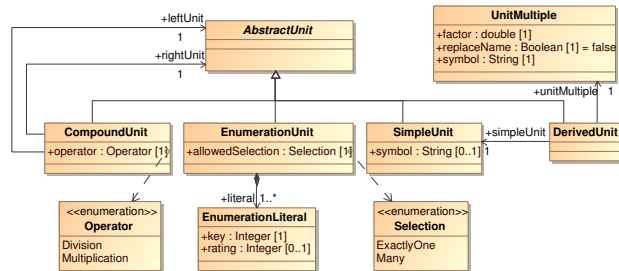 +leftUnit
1
AbstractUnit
+rightUnit
1
UnitMultiple
+factor : double [1]
+replaceName : Boolean [1] = false
+symbol : String [1]
+unitMultiple 1
CompoundUnit
+operator : Operator [1]
EnumerationUnit
+allowedSelection : Selection [1]
SimpleUnit
+symbol : String [0..1]
+simpleUnit
1
DerivedUnit
+literal 1..*
<<enumeration>>
Operator
Division
Multiplication
EnumerationLiteral
+key : Integer [1]
+rating : Integer [0..1]
<<enumeration>>
Selection
ExactlyOne
Many